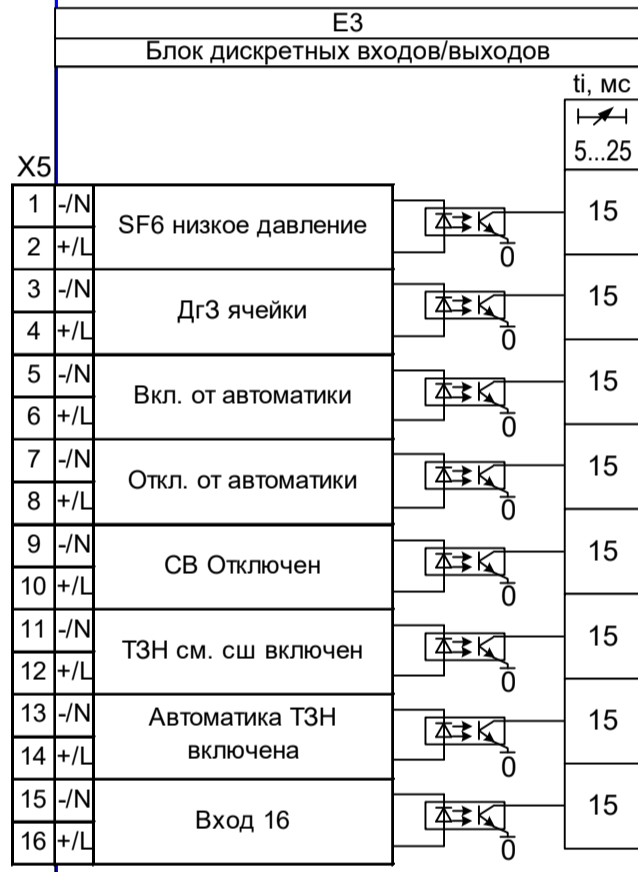 E3
Блок дискретных входов/выходов
ti, мс
5...25
X5
1 -/N SF6 низкое давление 15
2 +/L 0
3 -/N ДгЗ ячейки 15
4 +/L 0
5 -/N Вкл. от автоматики 15
6 +/L 0
7 -/N Откл. от автоматики 15
8 +/L 0
9 -/N СВ Отключен 15
10 +/L 0
11 -/N ТЗН см. сш включен 15
12 +/L 0
13 -/N Автоматика ТЗН 15
14 +/L включена 0
15 -/N Вход 16 15
16 +/L 0